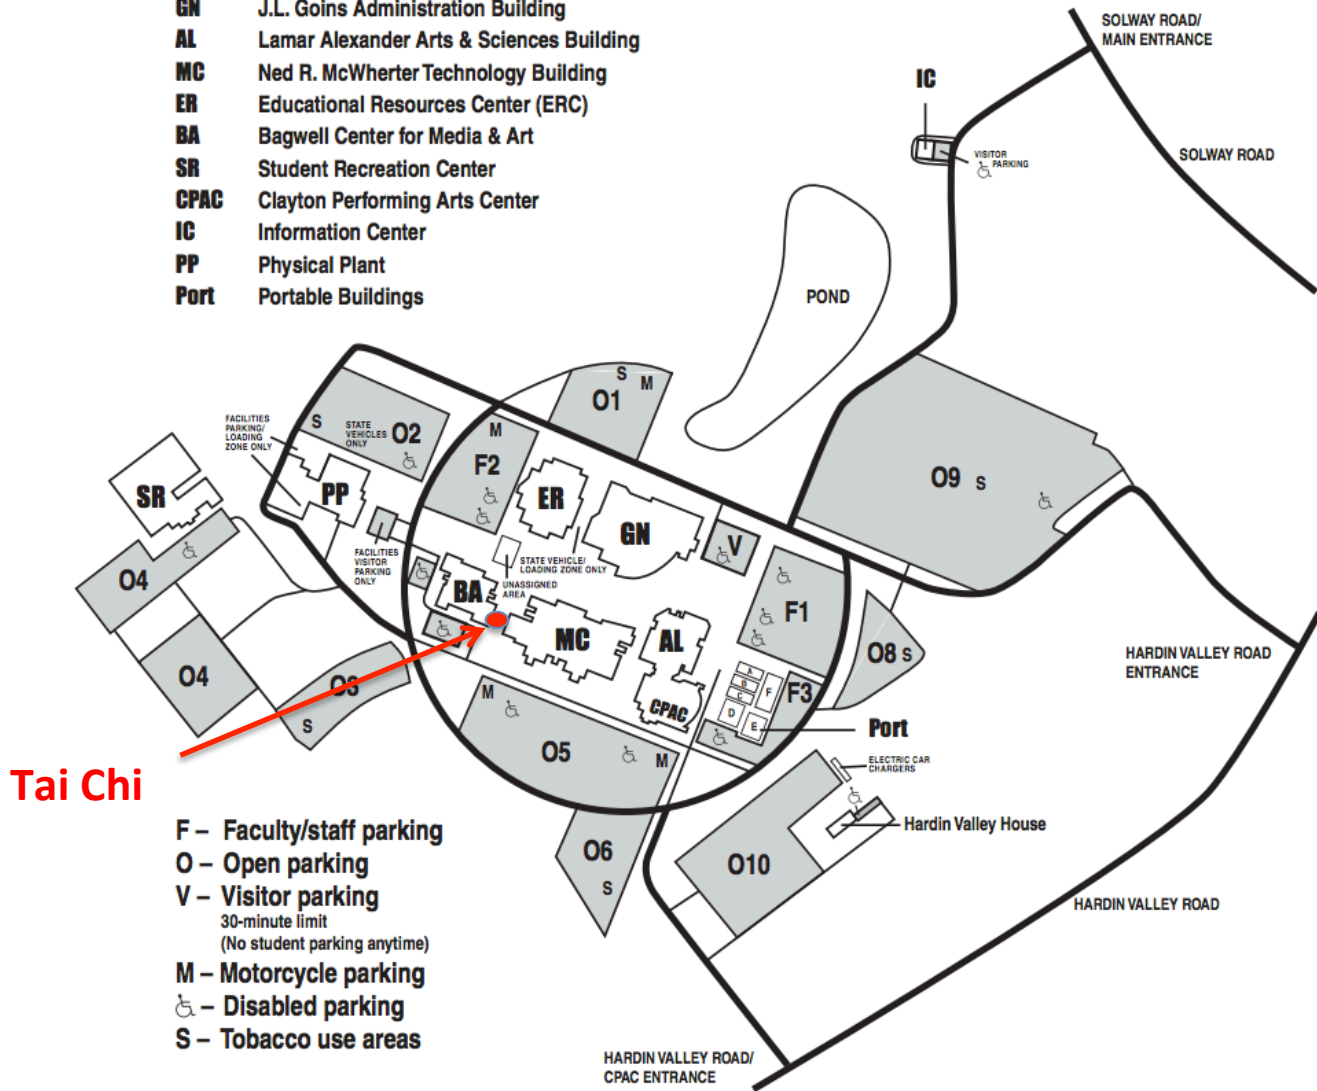 GN J.L. Goins Administration Building
AL Lamar Alexander Arts & Sciences Building
MC Ned R. McWherter Technology Building
ER Educational Resources Center (ERC)
BA Bagwell Center for Media & Art
SR Student Recreation Center
CPAC Clayton Performing Arts Center
IC Information Center
PP Physical Plant
Port Portable Buildings
SOLWAY ROAD/
MAIN ENTRANCE
IC
VISITOR
PARKING
SOLWAY ROAD
POND
S
M
O1
FACILITIES
PARKING/
LOADING
ZONE ONLY
S
STATE
VEHICLES
ONLY
O2
M
F2
O9 S
SR
PP
ER
GN
V
FACILITIES
VISITOR
PARKING
ONLY
STATE VEHICLE/
LOADING ZONE ONLY
UNASSIGNED
AREA
O4
BA
F1
MC
AL
O8 S
HARDIN VALLEY ROAD
ENTRANCE
O4
O3
S
A
B
C
D
E
F
F3
M
CPAC
Port
O5
M
ELECTRIC CAR
CHARGERS
Tai Chi
Hardin Valley House
O6
S
O10
HARDIN VALLEY ROAD
F – Faculty/staff parking
O – Open parking
V – Visitor parking
30-minute limit
(No student parking anytime)
M – Motorcycle parking
– Disabled parking
S – Tobacco use areas
HARDIN VALLEY ROAD/
CPAC ENTRANCE